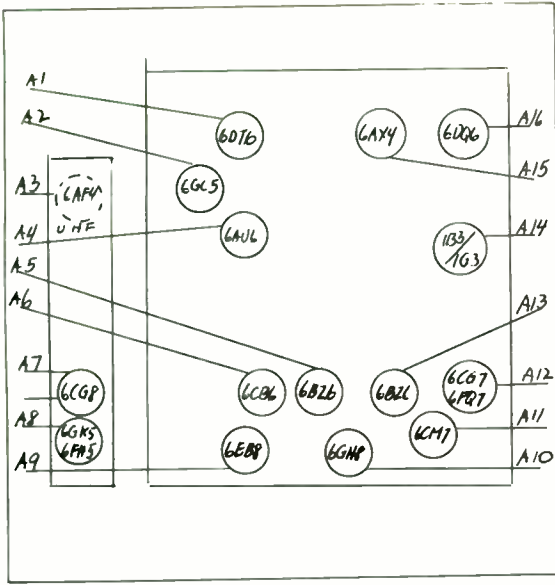 A1
A2
A3
A4
A5
A6
A7
A8
A9
6DT6
6GC5
6AF4
UHF
6AU6
6AX4
6DQ6
1B3/
1G3
6CG8
6GK5
6FH5
6CB6
6BZ6
6BZ6
6CG7
6FQ7
6CM7
6EB8
6GH8
A16
A15
A14
A13
A12
A11
A10